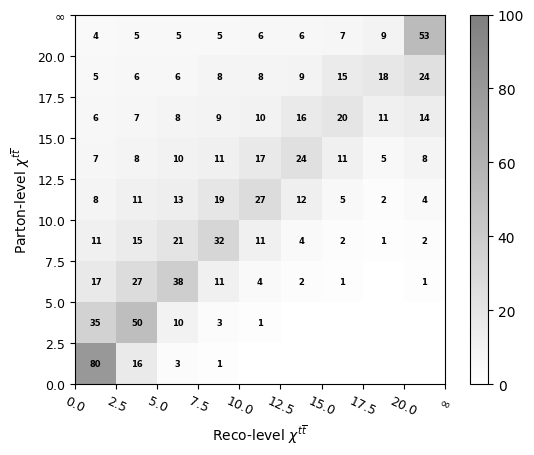 ∞ 4 5 5 5 6 6 7 9 53 100
20.0
5 6 6 8 8 9 15 18 24
17.5
80
6 7 8 9 10 16 20 11 14
15.0
7 8 10 11 17 24 11 5 8
12.5
60
8 11 13 19 27 12 5 2 4
10.0
11 15 21 32 11 4 2 1 2
40
7.5
17 27 38 11 4 2 1 1
5.0
35 50 10 3 1
20
2.5
80 16 3 1
0.0 0
0.0 2.5 5.0 7.5 10.0 12.5 15.0 17.5 20.0 ∞
Parton-level χ^{tt̅}
Reco-level χ^{tt̅}